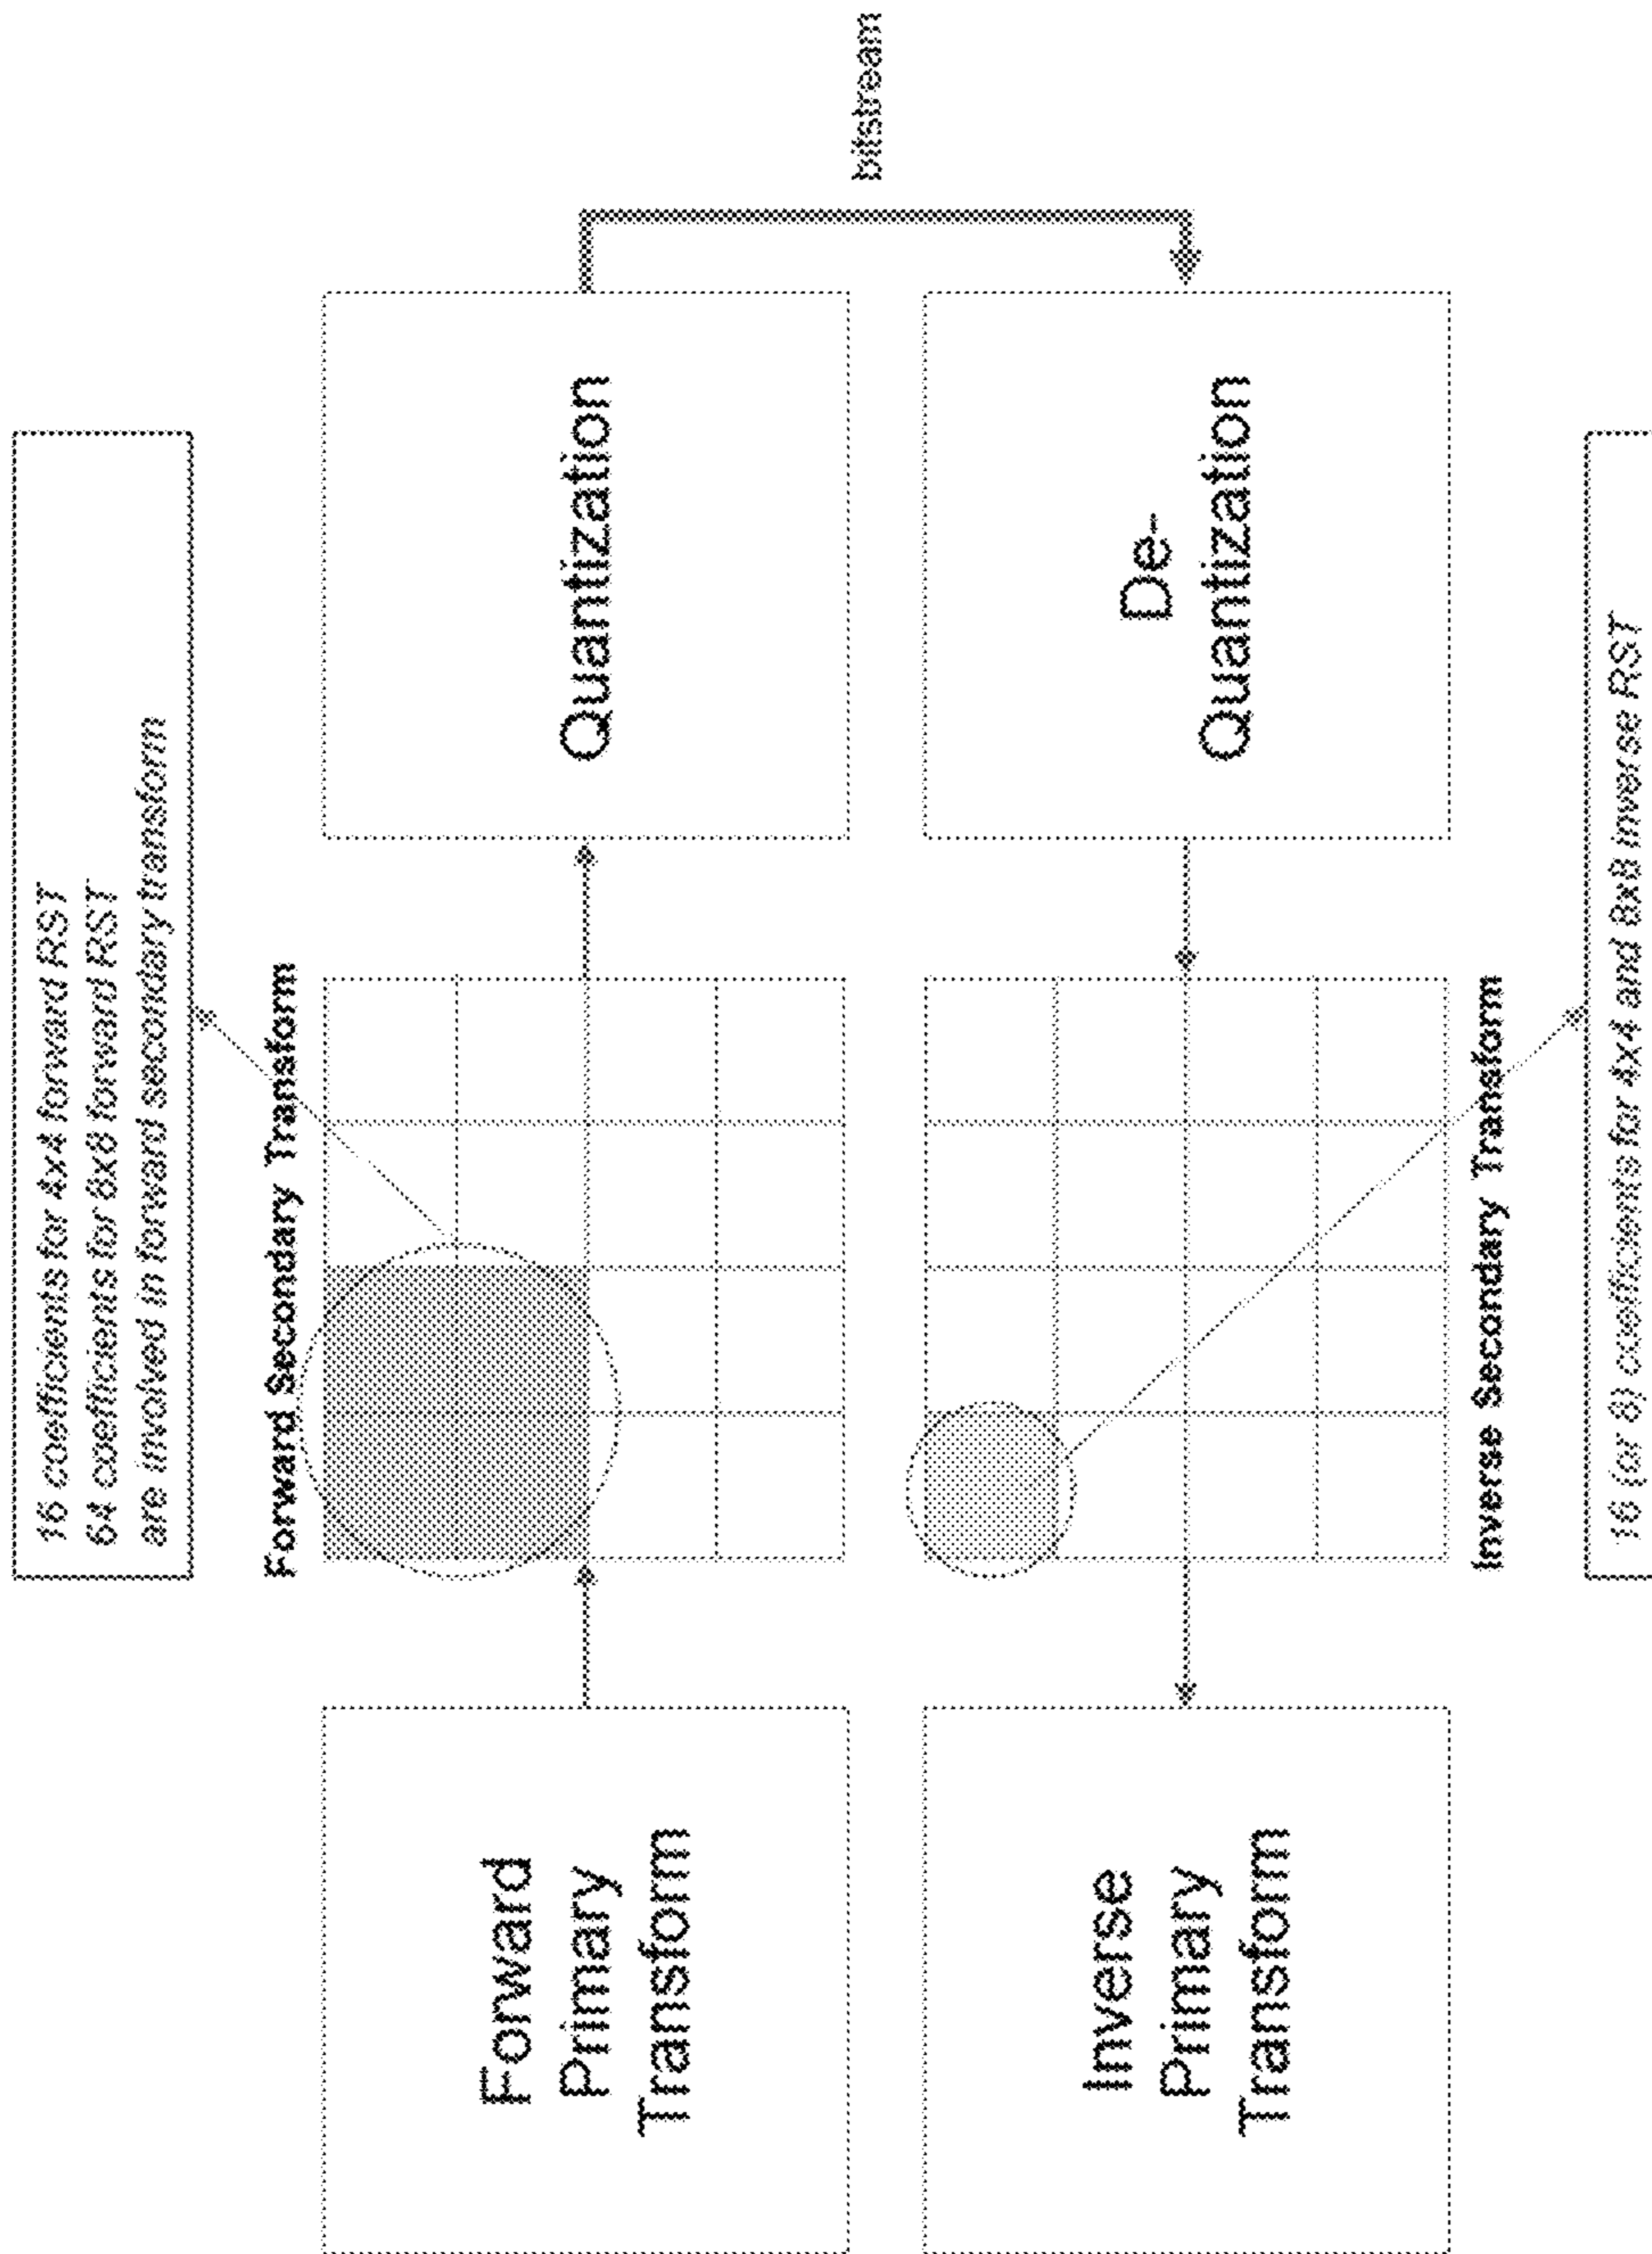 16 coefficients for 4x4 forward RST
64 coefficients for 8x8 forward RST
are involved in forward secondary transform
Forward Secondary Transform
Forward
Primary
Transform
Quantization
bitstream
Inverse
Primary
Transform
De-
Quantization
Inverse Secondary Transform
16 (or 8) coefficients for 4x4 and 8x8 inverse RST